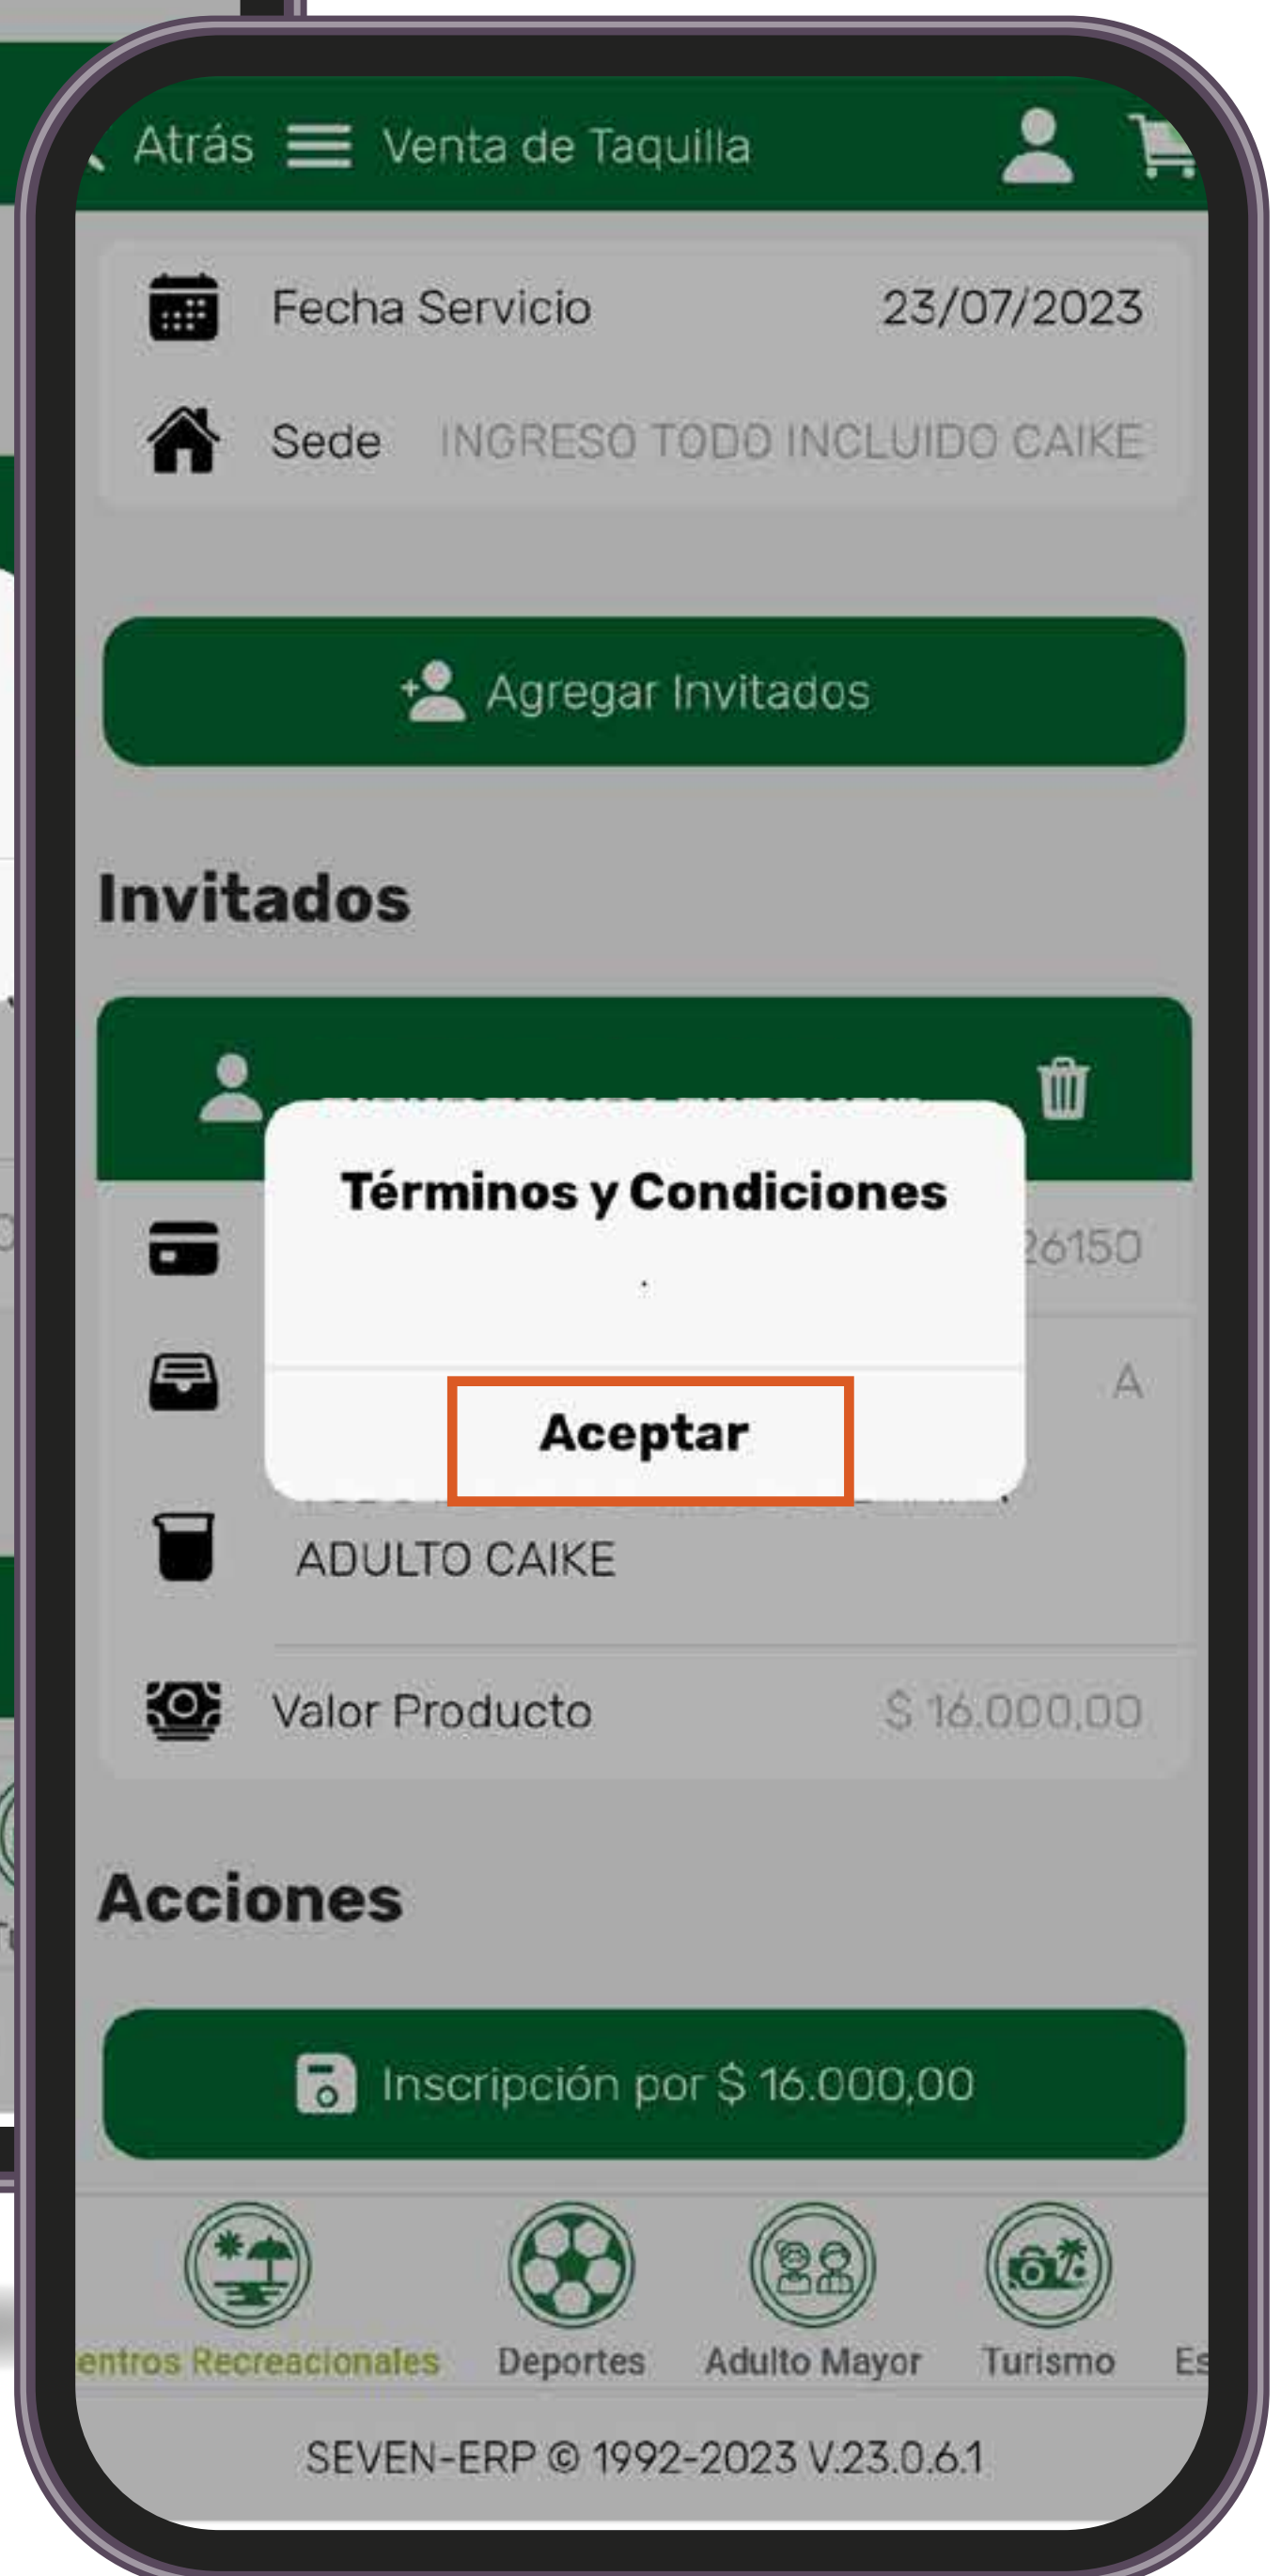 Atrás Venta de Taquilla
Fecha Servicio 23/07/2023
Sede INGRESO TODO INCLUIDO CAIKE
Agregar Invitados
Invitados
Términos y Condiciones
.
26150
A
Aceptar
ADULTO CAIKE
Valor Producto $ 16.000,00
Acciones
Inscripción por $ 16.000,00
entros Recreacionales Deportes Adulto Mayor Turismo Es
SEVEN-ERP © 1992-2023 V.23.0.6.1